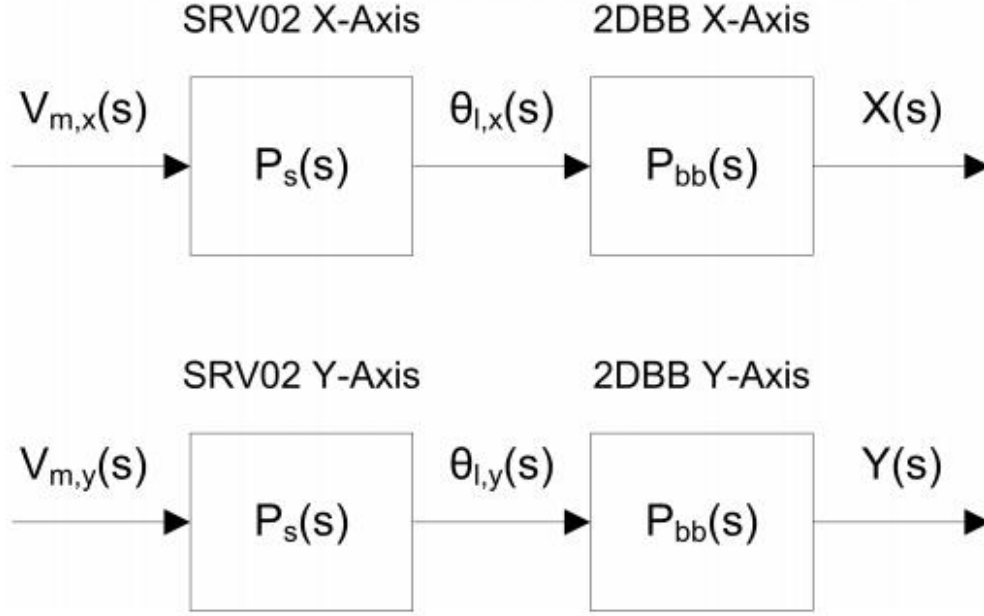 SRV02 X-Axis 2DBB X-Axis
Vm,x(s) θl,x(s) X(s)
Ps(s) Pbb(s)
SRV02 Y-Axis 2DBB Y-Axis
Vm,y(s) θl,y(s) Y(s)
Ps(s) Pbb(s)